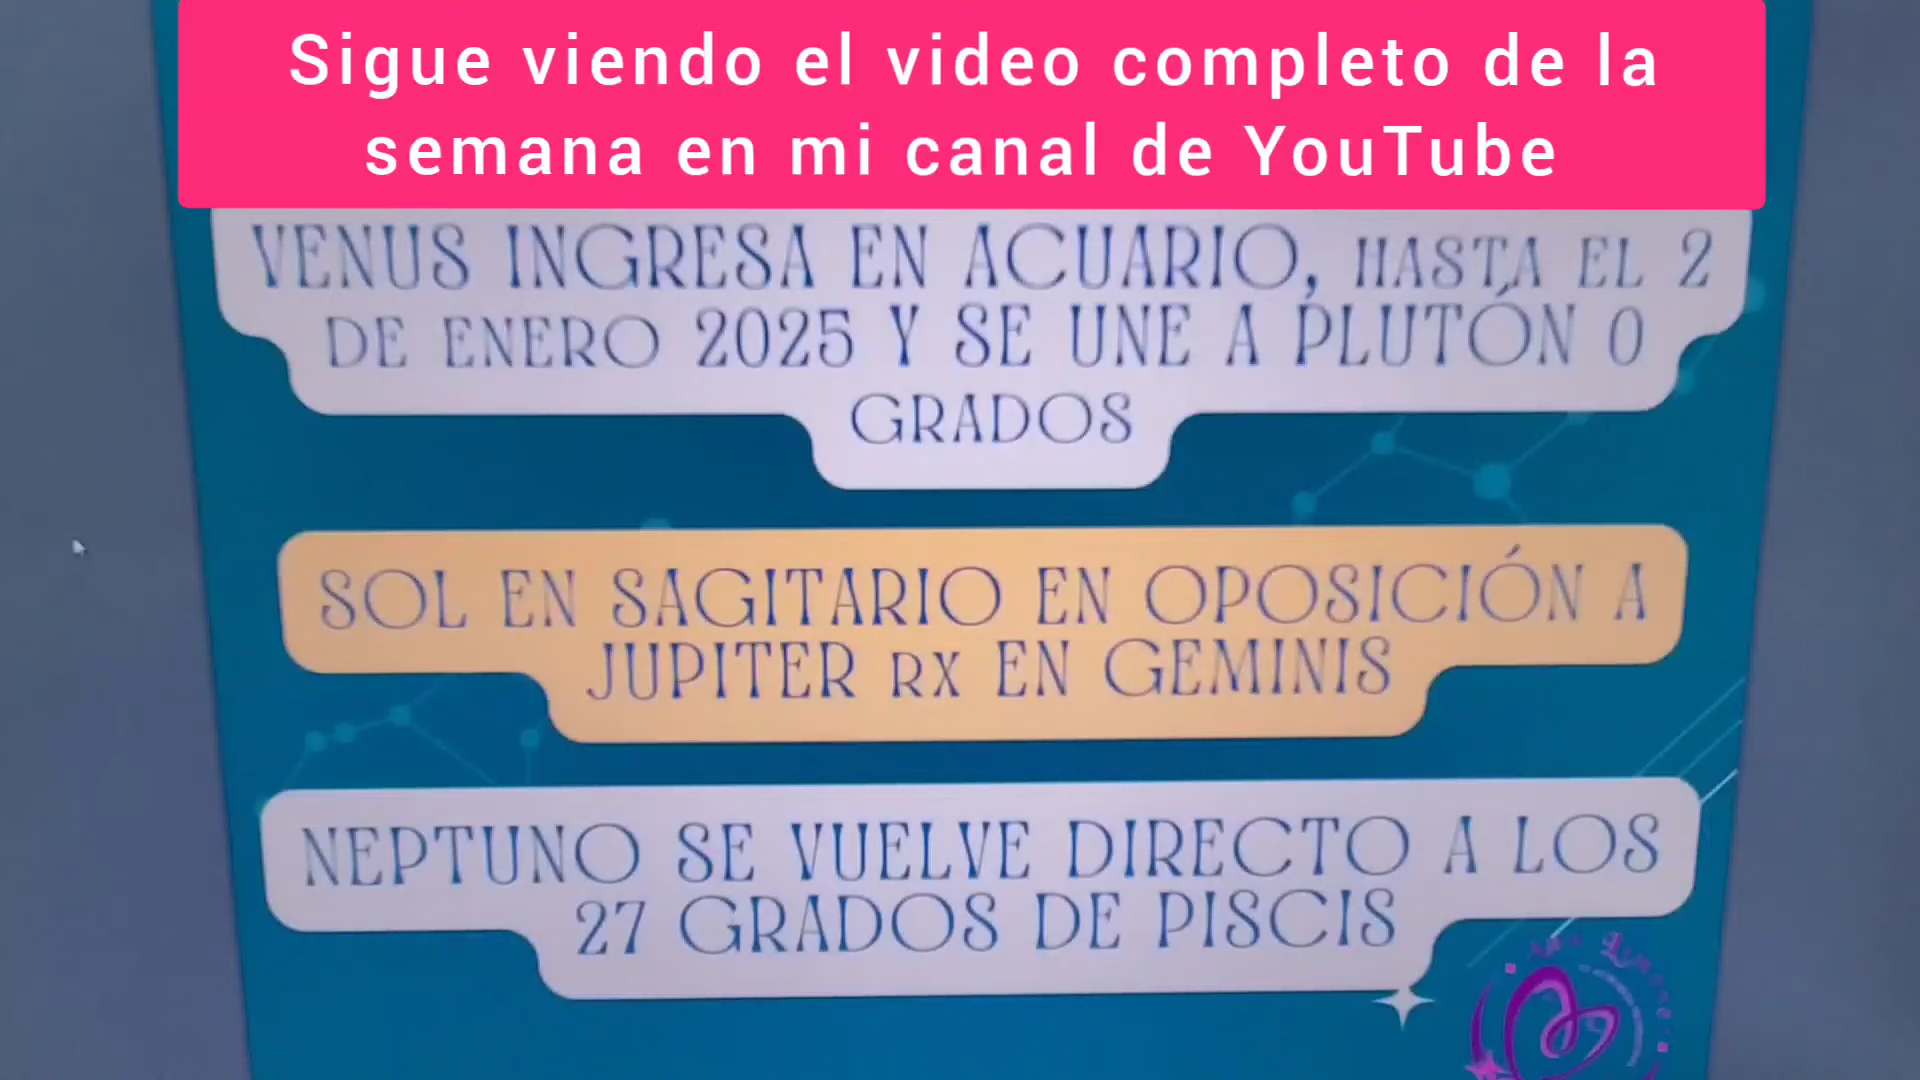 Sigue viendo el video completo de la
semana en mi canal de YouTube
VENUS INGRESA EN ACUARIO, HASTA EL 2
DE ENERO 2025 Y SE UNE A PLUTÓN 0
GRADOS
SOL EN SAGITARIO EN OPOSICIÓN A
JUPITER RX EN GEMINIS
NEPTUNO SE VUELVE DIRECTO A LOS
27 GRADOS DE PISCIS